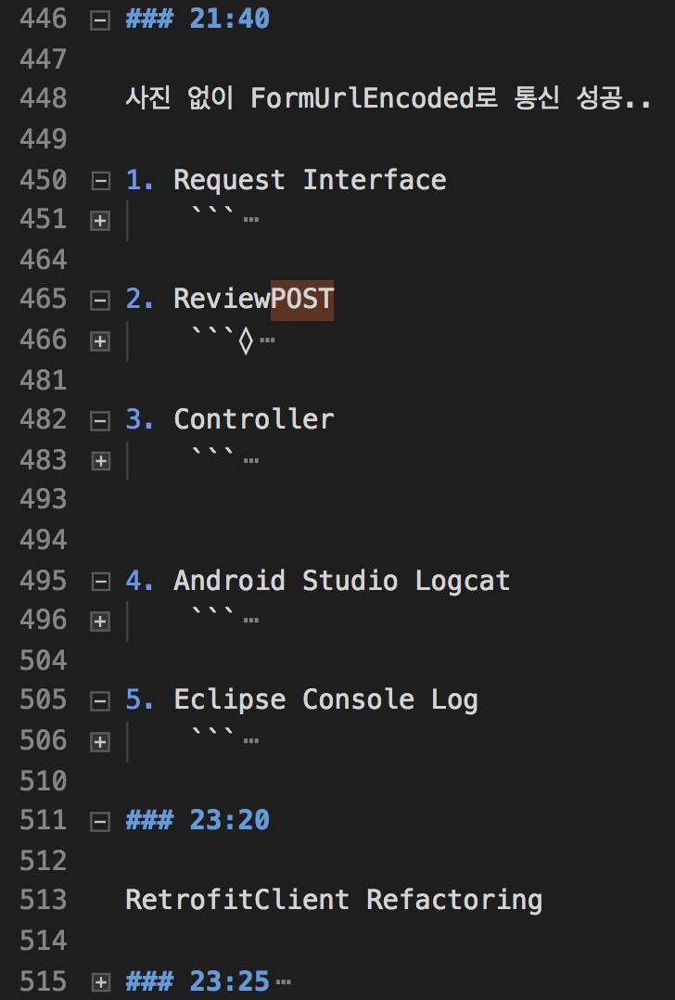 446 ### 21:40
447
448 사진 없이 FormUrlEncoded로 통신 성공..
449
450 1. Request Interface
451 ```…
464
465 2. ReviewPOST
466 ```◊…
481
482 3. Controller
483 ```…
493
494
495 4. Android Studio Logcat
496 ```…
504
505 5. Eclipse Console Log
506 ```…
510
511 ### 23:20
512
513 RetrofitClient Refactoring
514
515 ### 23:25…